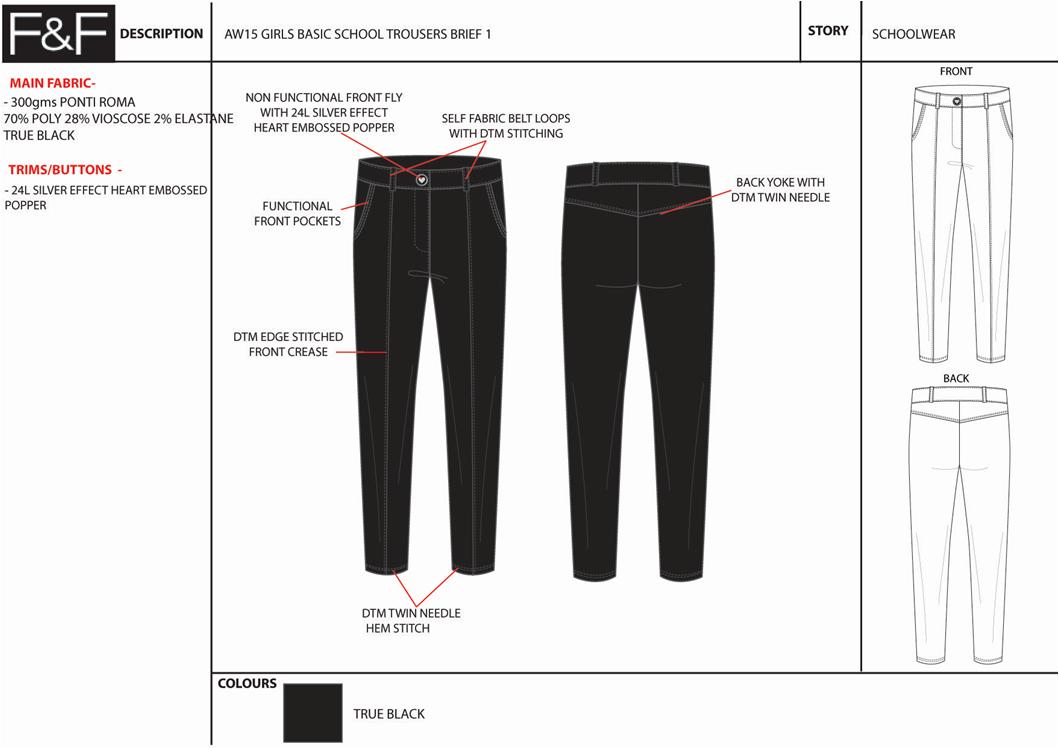 F&F
DESCRIPTION
AW15 GIRLS BASIC SCHOOL TROUSERS BRIEF 1
STORY
SCHOOLWEAR
MAIN FABRIC-
- 300gms PONTI ROMA
70% POLY 28% VIOSCOSE 2% ELASTANE
TRUE BLACK
TRIMS/BUTTONS -
- 24L SILVER EFFECT HEART EMBOSSED
POPPER
NON FUNCTIONAL FRONT FLY
WITH 24L SILVER EFFECT
HEART EMBOSSED POPPER
SELF FABRIC BELT LOOPS
WITH DTM STITCHING
FUNCTIONAL
FRONT POCKETS
BACK YOKE WITH
DTM TWIN NEEDLE
DTM EDGE STITCHED
FRONT CREASE
DTM TWIN NEEDLE
HEM STITCH
FRONT
BACK
COLOURS
TRUE BLACK